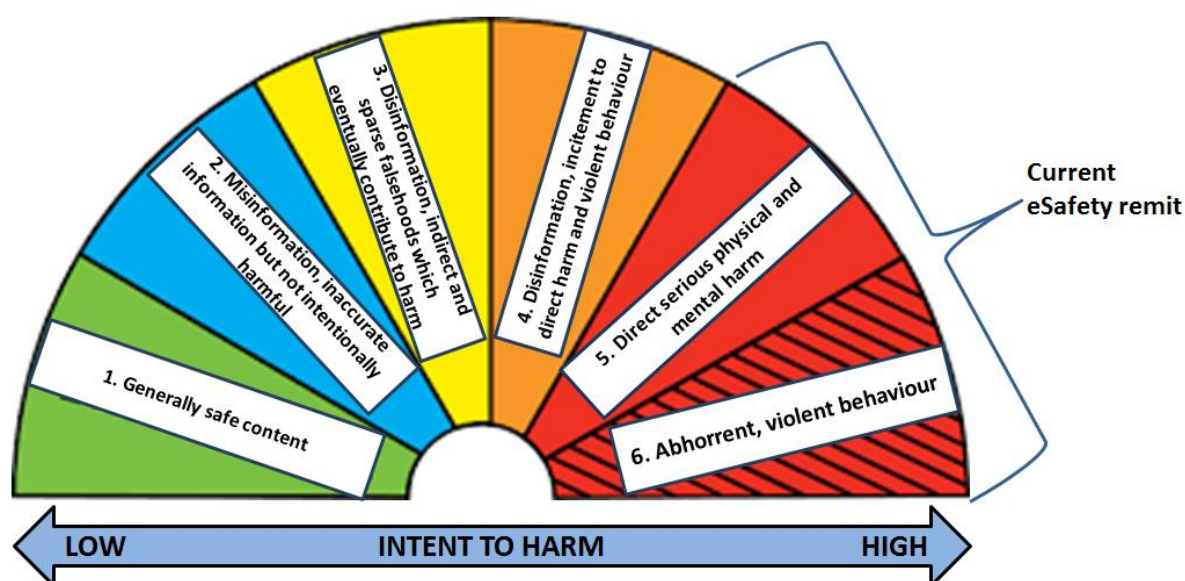 1. Generally safe content
2. Misinformation, inaccurate
information but not intentionally
harmful
3. Disinformation, indirect and
sparse falsehoods which
eventually contribute to harm
4. Disinformation, incitement to
direct harm and violent behaviour
5. Direct serious physical and
mental harm
6. Abhorrent, violent behaviour
Current
eSafety remit
LOW INTENT TO HARM HIGH